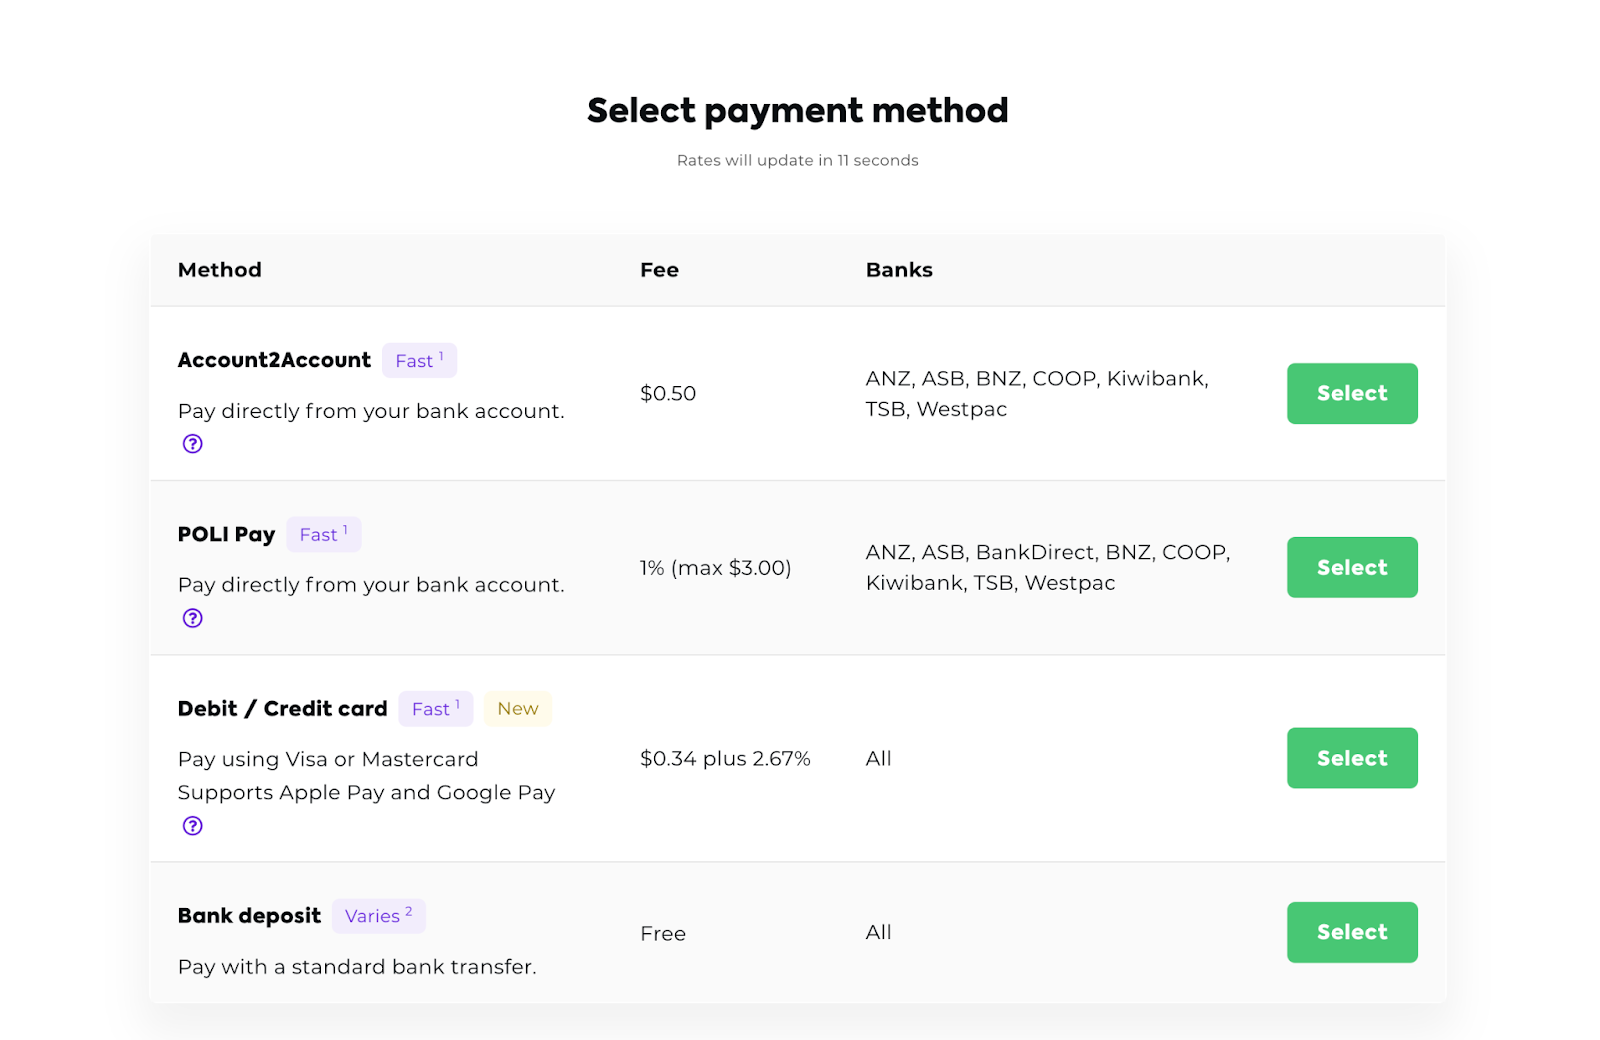 Select payment method
Rates will update in 11 seconds
Method Fee Banks
Account2Account Fast 1
Pay directly from your bank account.
?
$0.50
ANZ, ASB, BNZ, COOP, Kiwibank,
TSB, Westpac
Select
POLI Pay Fast 1
Pay directly from your bank account.
?
1% (max $3.00)
ANZ, ASB, BankDirect, BNZ, COOP,
Kiwibank, TSB, Westpac
Select
Debit / Credit card Fast 1 New
Pay using Visa or Mastercard
Supports Apple Pay and Google Pay
?
$0.34 plus 2.67%
All
Select
Bank deposit Varies 2
Pay with a standard bank transfer.
Free
All
Select